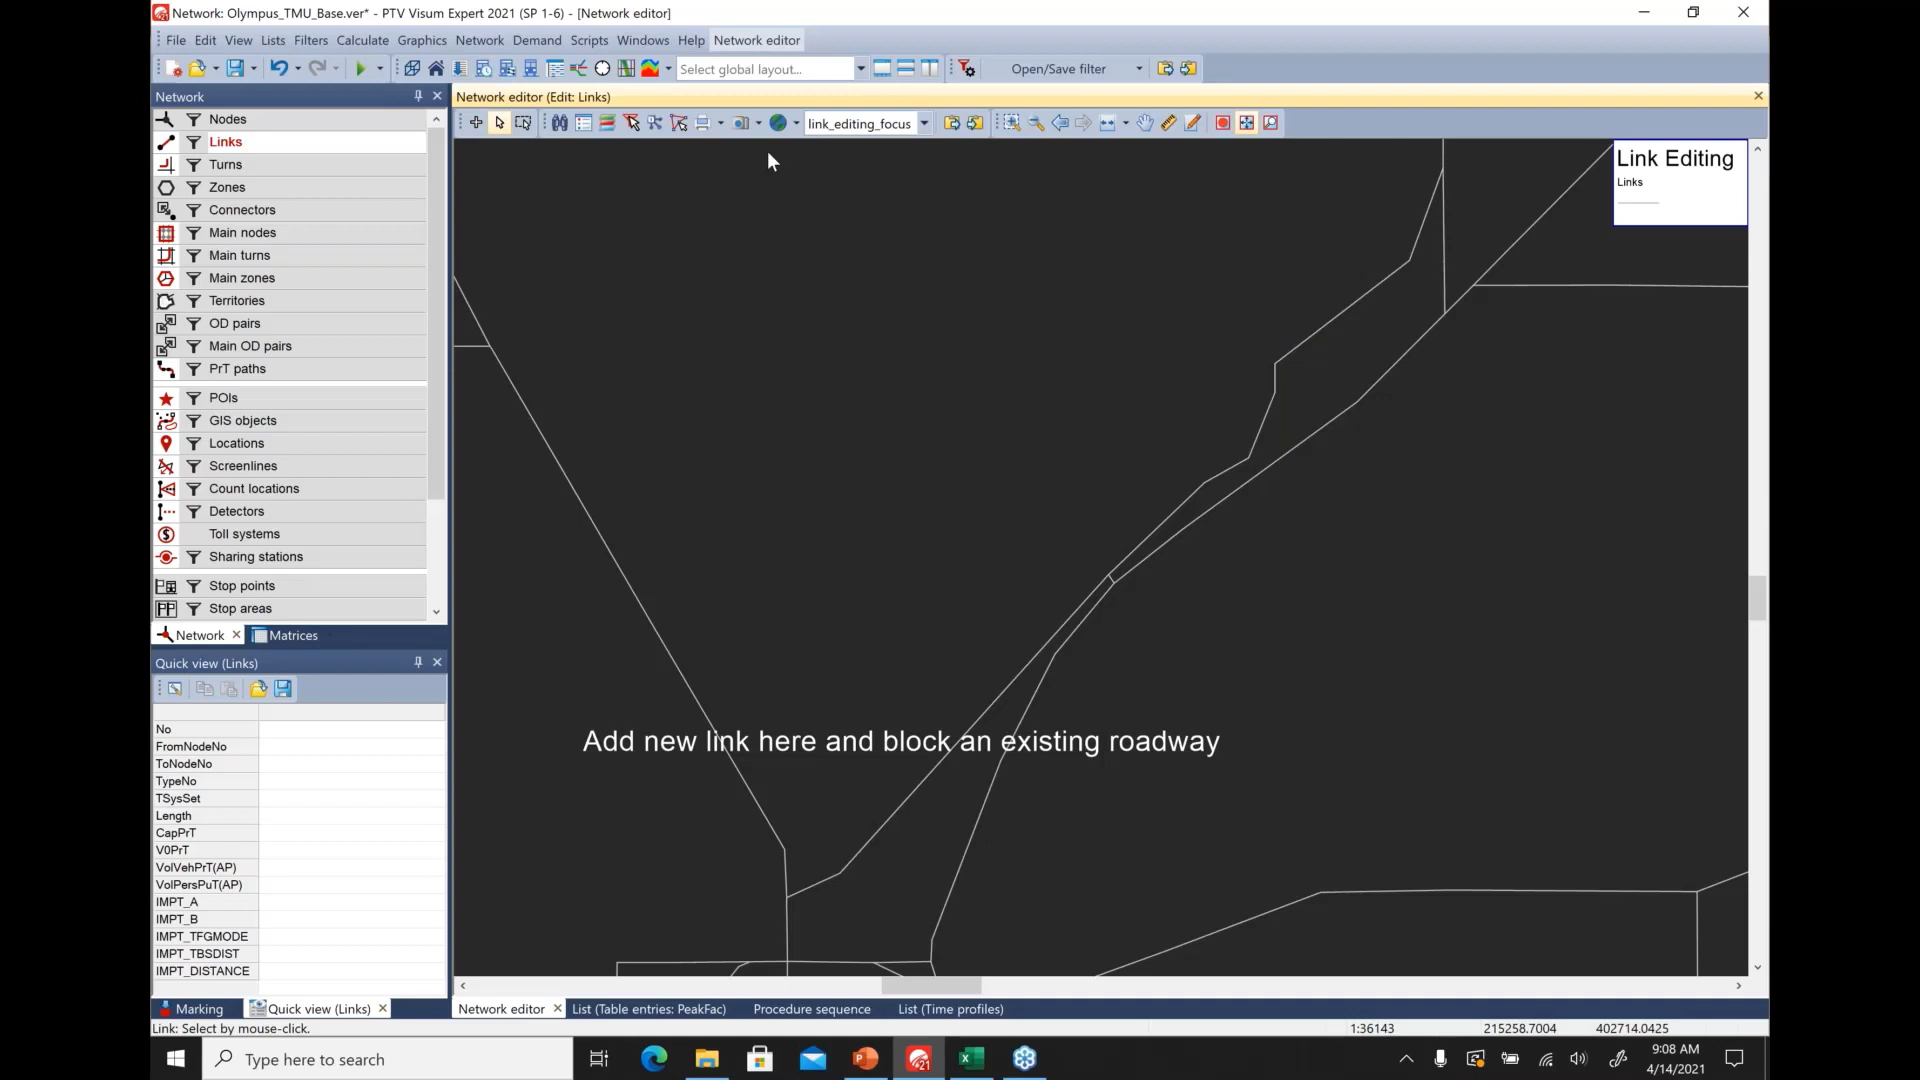 Network: Olympus_TMU_Base.ver* - PTV Visum Expert 2021 (SP 1-6) - [Network editor]
File Edit View Lists Filters Calculate Graphics Network Demand Scripts Windows Help Network editor
Select global layout... Open/Save filter
Network
Network editor (Edit: Links)
link_editing_focus
Nodes
Links
Turns
Zones
Connectors
Main nodes
Main turns
Main zones
Territories
OD pairs
Main OD pairs
PrT paths
POIs
GIS objects
Locations
Screenlines
Count locations
Detectors
Toll systems
Sharing stations
Stop points
Stop areas
Network Matrices
Quick view (Links)
No
FromNodeNo
ToNodeNo
TypeNo
TSysSet
Length
CapPrT
V0PrT
VolVehPrT(AP)
VolPersPuT(AP)
IMPT_A
IMPT_B
IMPT_TFGMODE
IMPT_TBSDIST
IMPT_DISTANCE
Marking Quick view (Links)
Link Editing
Links
Add new link here and block an existing roadway
Network editor List (Table entries: PeakFac) Procedure sequence List (Time profiles)
Link: Select by mouse-click. 1:36143 215258.7004 402714.0425
Type here to search
9:08 AM
4/14/2021